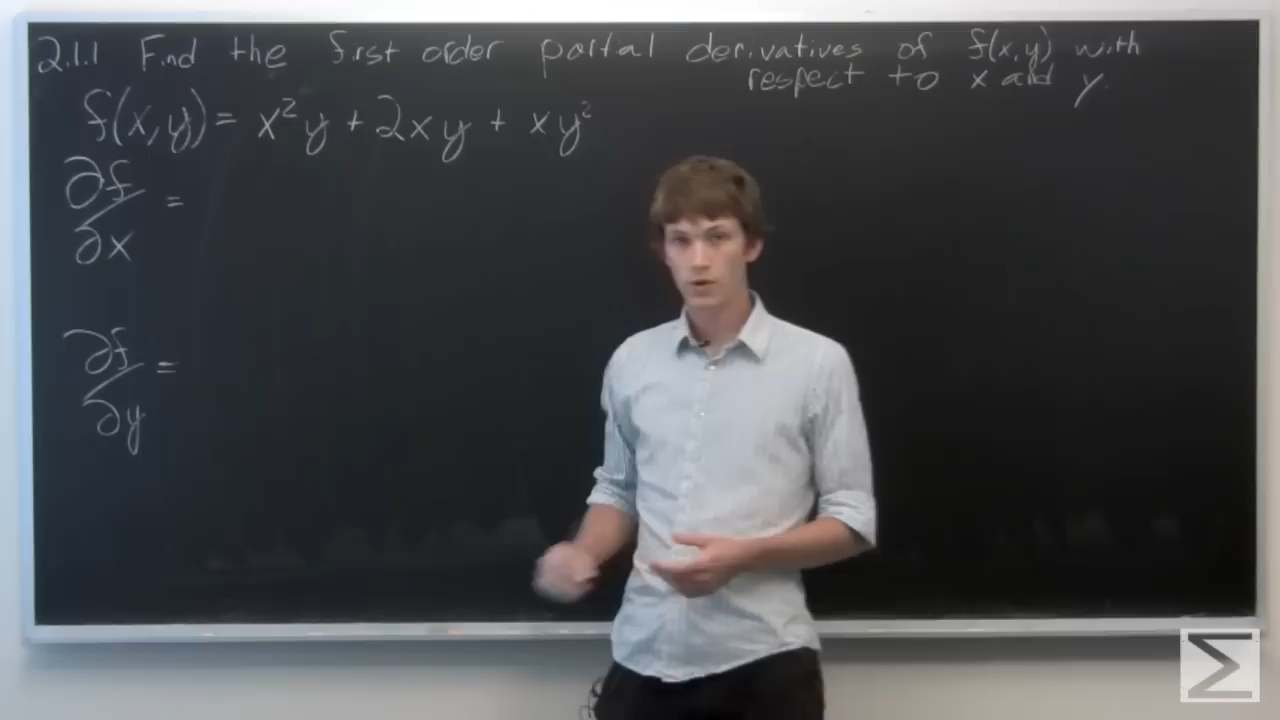 2.1.1 Find the first order partial derivatives of f(x,y) with
respect to x and y.
f(x,y) = x²y + 2xy + xy²
∂f/∂x =
∂f/∂y =
Σ